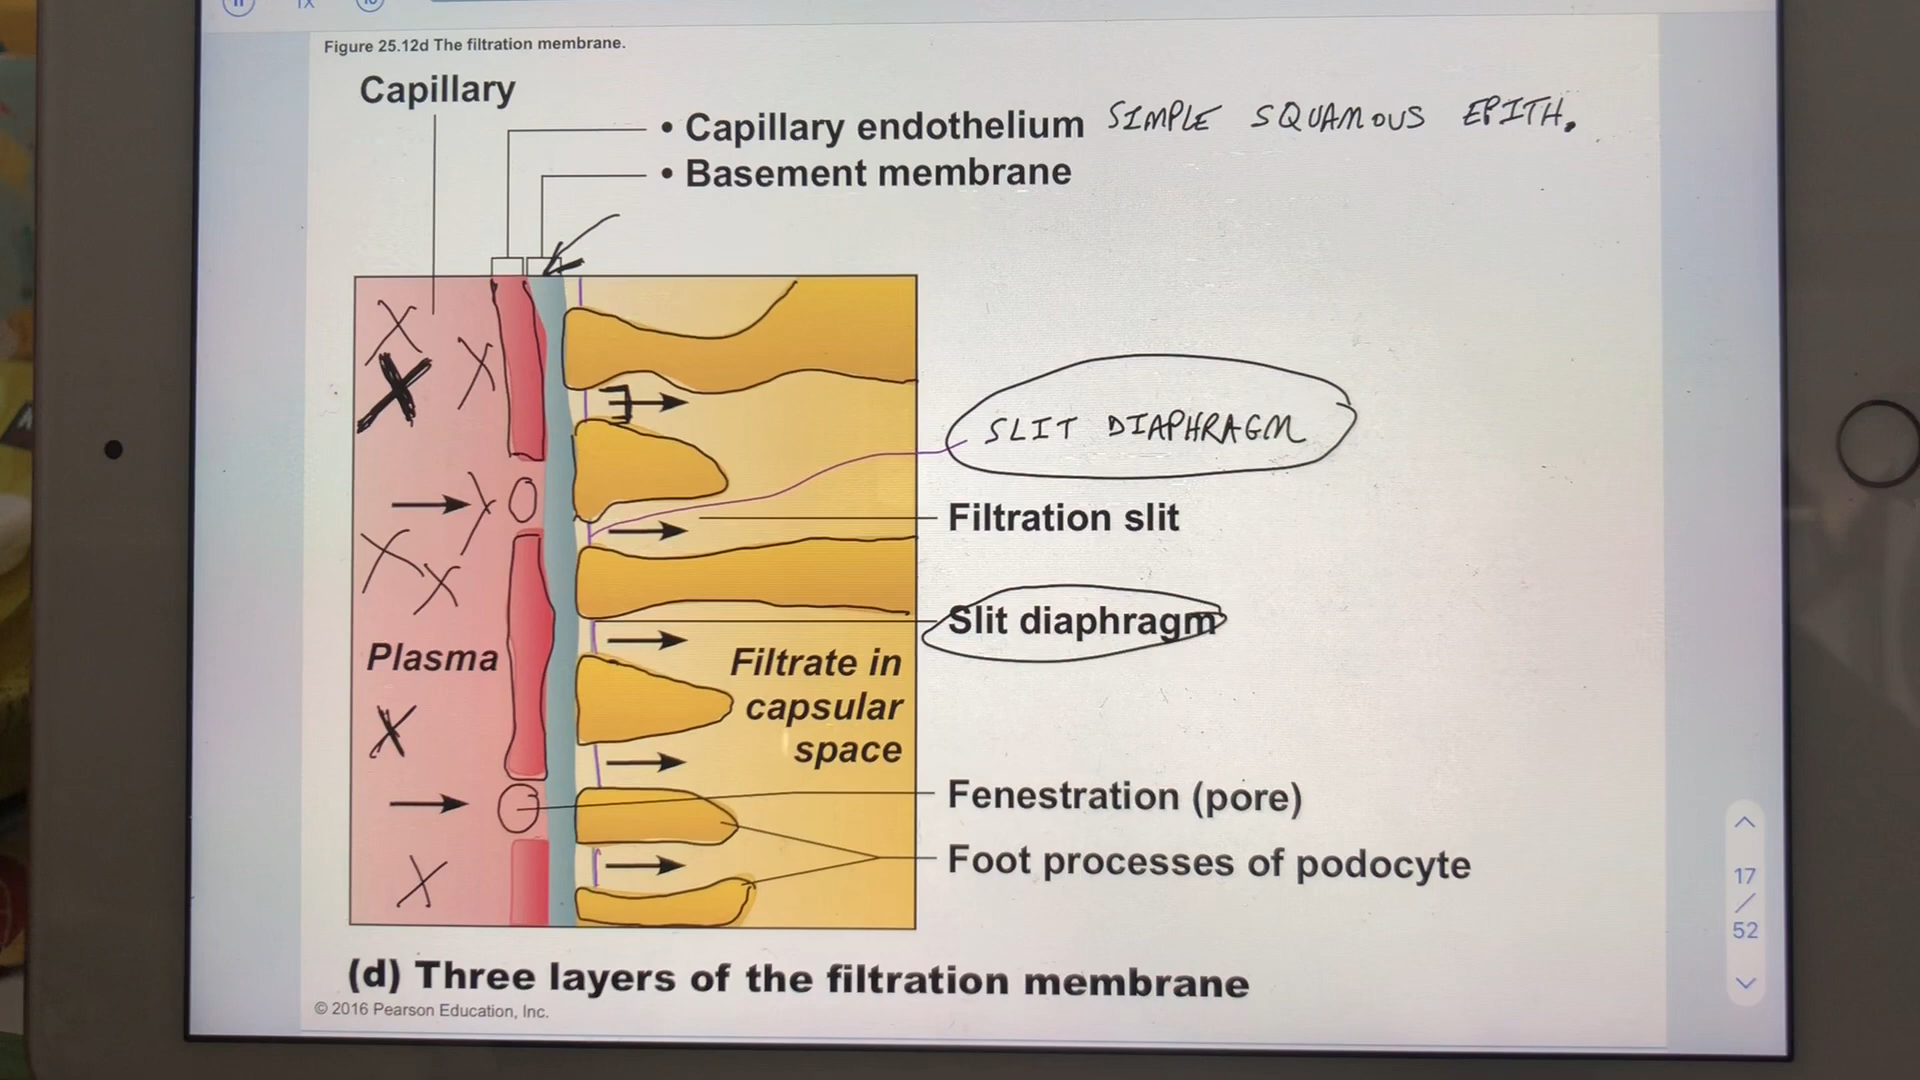 1x
10
Figure 25.12d The filtration membrane.
Capillary
• Capillary endothelium SIMPLE SQUAMOUS EPITH.
• Basement membrane
SLIT DIAPHRAGM
Filtration slit
Slit diaphragm
Plasma
Filtrate in
capsular
space
Fenestration (pore)
Foot processes of podocyte
17
/
52
(d) Three layers of the filtration membrane
© 2016 Pearson Education, Inc.